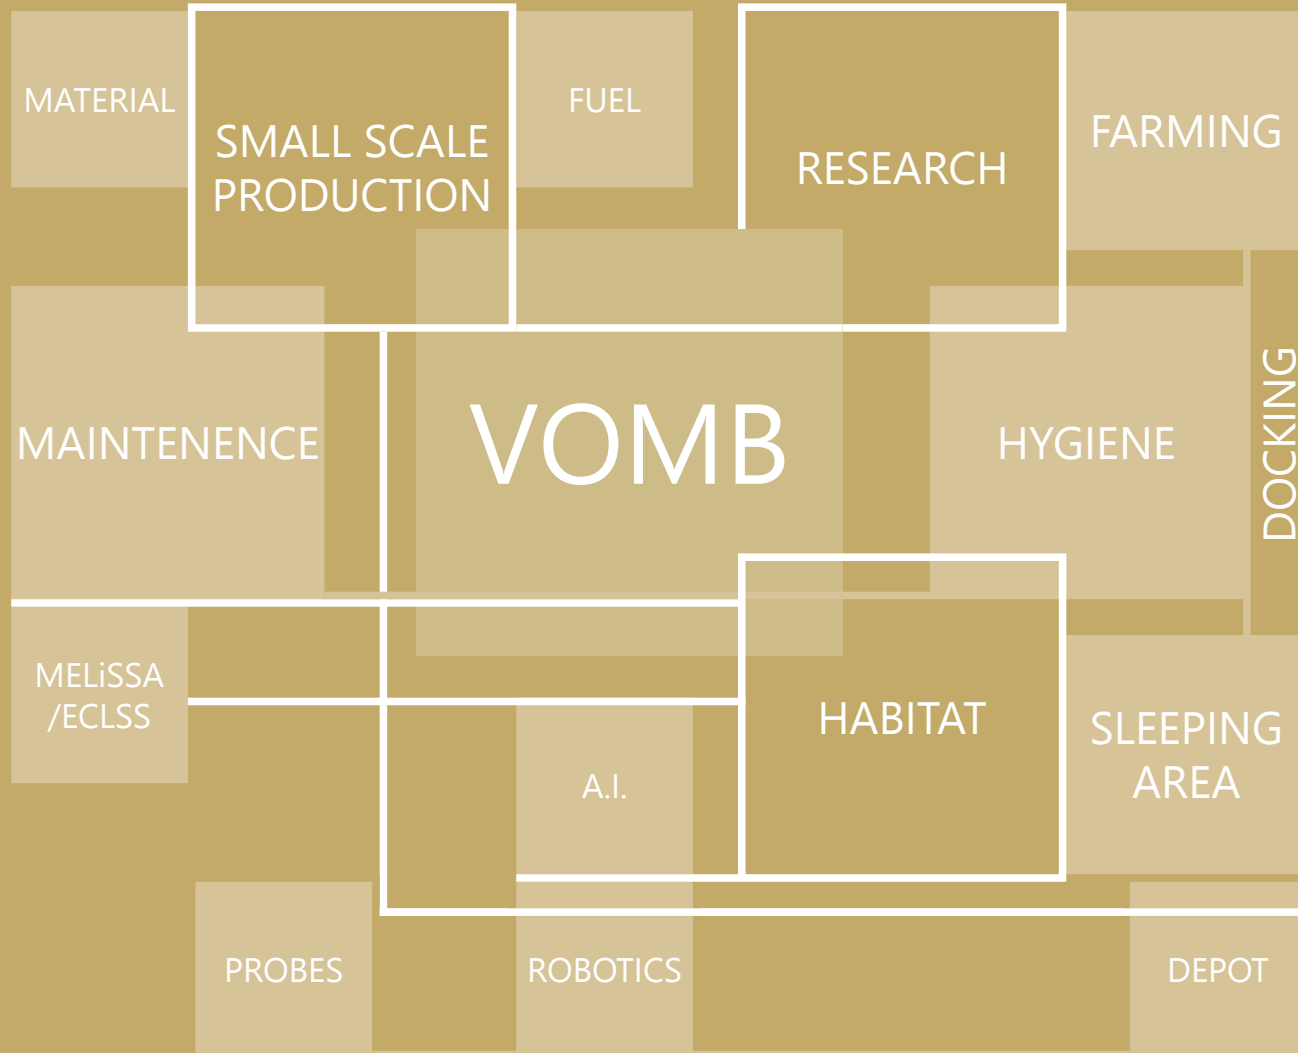 MATERIAL
SMALL SCALE
PRODUCTION
FUEL
RESEARCH
FARMING
MAINTENENCE
VOMB
HYGIENE
DOCKING
MELiSSA
/ECLSS
A.I.
HABITAT
SLEEPING
AREA
PROBES
ROBOTICS
DEPOT